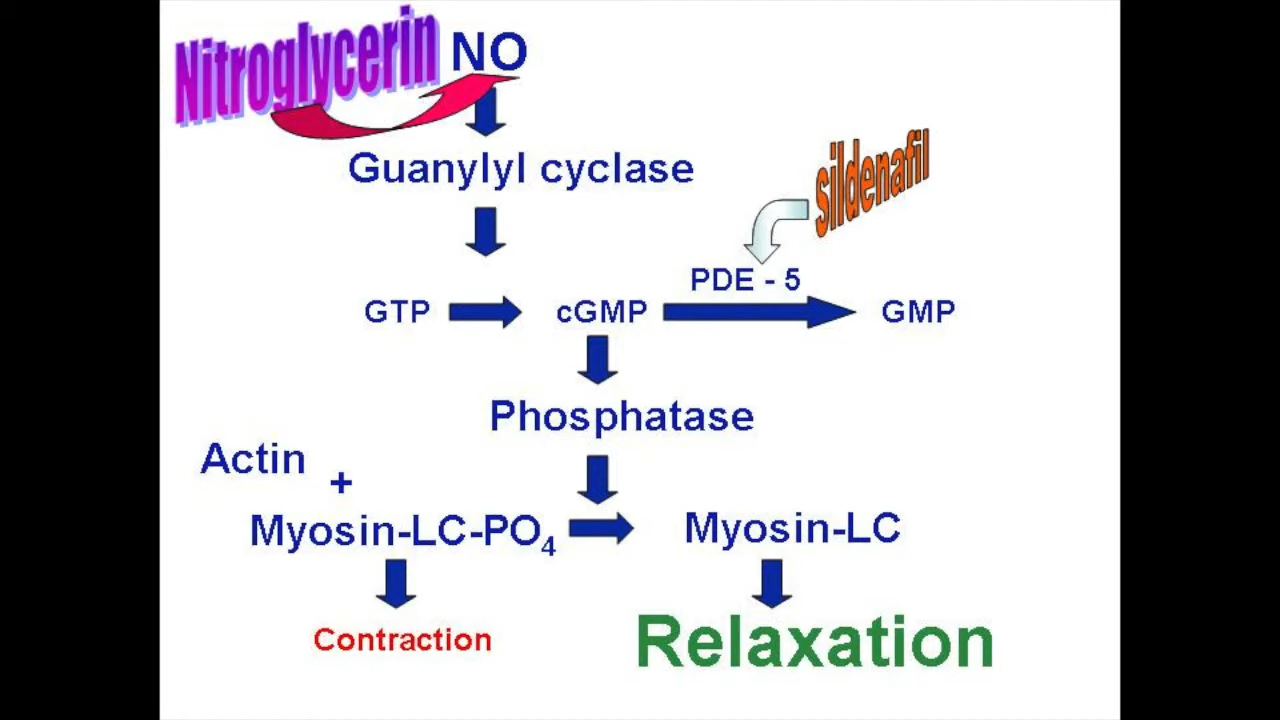 Nitroglycerin NO
Guanylyl cyclase
sildenafil
PDE - 5
GTP cGMP GMP
Phosphatase
Actin
+
Myosin-LC-PO₄ Myosin-LC
Contraction Relaxation